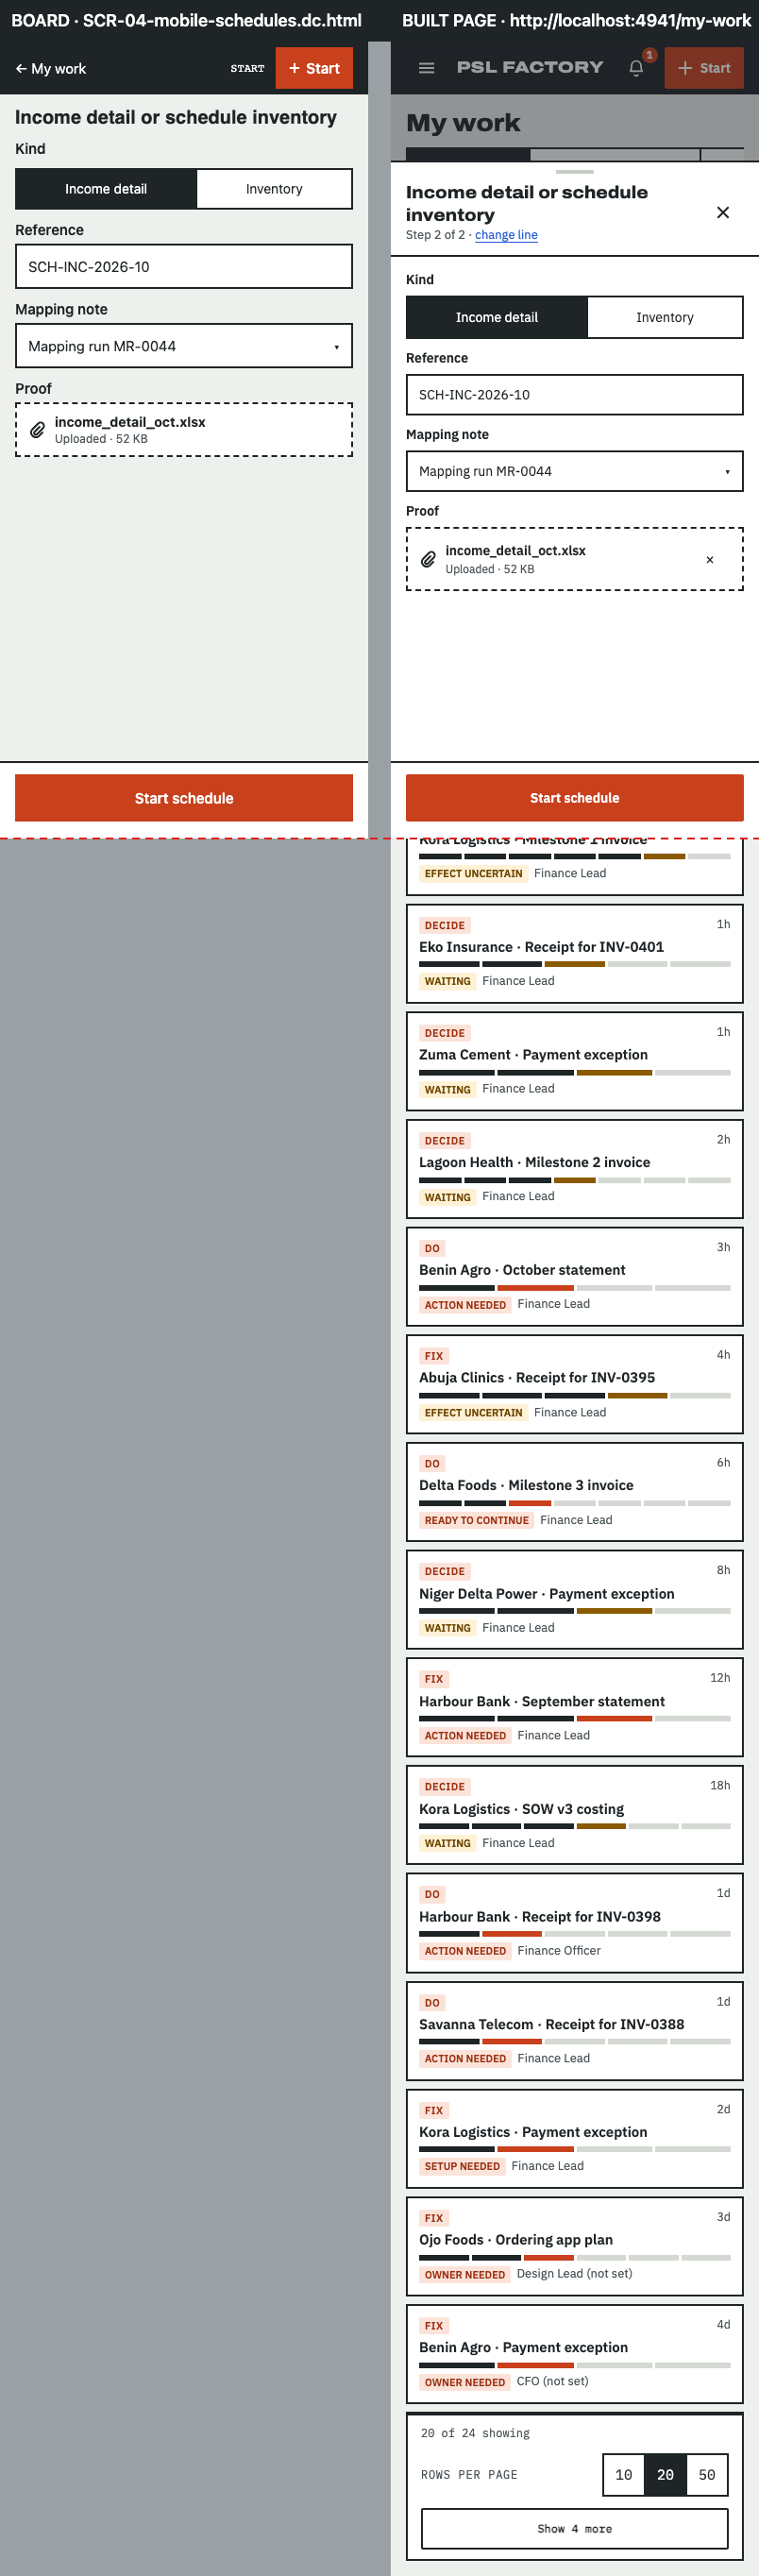 BOARD · SCR-04-mobile-schedules.dc.html
← My work
START
+ Start
Income detail or schedule inventory
Kind
Income detail
Inventory
Reference
SCH-INC-2026-10
Mapping note
Mapping run MR-0044
Proof
income_detail_oct.xlsx
Uploaded · 52 KB
Start schedule
BUILT PAGE · http://localhost:4941/my-work
PSL FACTORY
1
+ Start
My work
Income detail or schedule
inventory
Step 2 of 2 · change line
Kind
Income detail
Inventory
Reference
SCH-INC-2026-10
Mapping note
Mapping run MR-0044
Proof
income_detail_oct.xlsx
Uploaded · 52 KB
Start schedule
Kora Logistics · Milestone 1 invoice
EFFECT UNCERTAIN Finance Lead
DECIDE 1h
Eko Insurance · Receipt for INV-0401
WAITING Finance Lead
DECIDE 1h
Zuma Cement · Payment exception
WAITING Finance Lead
DECIDE 2h
Lagoon Health · Milestone 2 invoice
WAITING Finance Lead
DO 3h
Benin Agro · October statement
ACTION NEEDED Finance Lead
FIX 4h
Abuja Clinics · Receipt for INV-0395
EFFECT UNCERTAIN Finance Lead
DO 6h
Delta Foods · Milestone 3 invoice
READY TO CONTINUE Finance Lead
DECIDE 8h
Niger Delta Power · Payment exception
WAITING Finance Lead
FIX 12h
Harbour Bank · September statement
ACTION NEEDED Finance Lead
DECIDE 18h
Kora Logistics · SOW v3 costing
WAITING Finance Lead
DO 1d
Harbour Bank · Receipt for INV-0398
ACTION NEEDED Finance Officer
DO 1d
Savanna Telecom · Receipt for INV-0388
ACTION NEEDED Finance Lead
FIX 2d
Kora Logistics · Payment exception
SETUP NEEDED Finance Lead
FIX 3d
Ojo Foods · Ordering app plan
OWNER NEEDED Design Lead (not set)
FIX 4d
Benin Agro · Payment exception
OWNER NEEDED CFO (not set)
20 of 24 showing
ROWS PER PAGE 10 20 50
Show 4 more